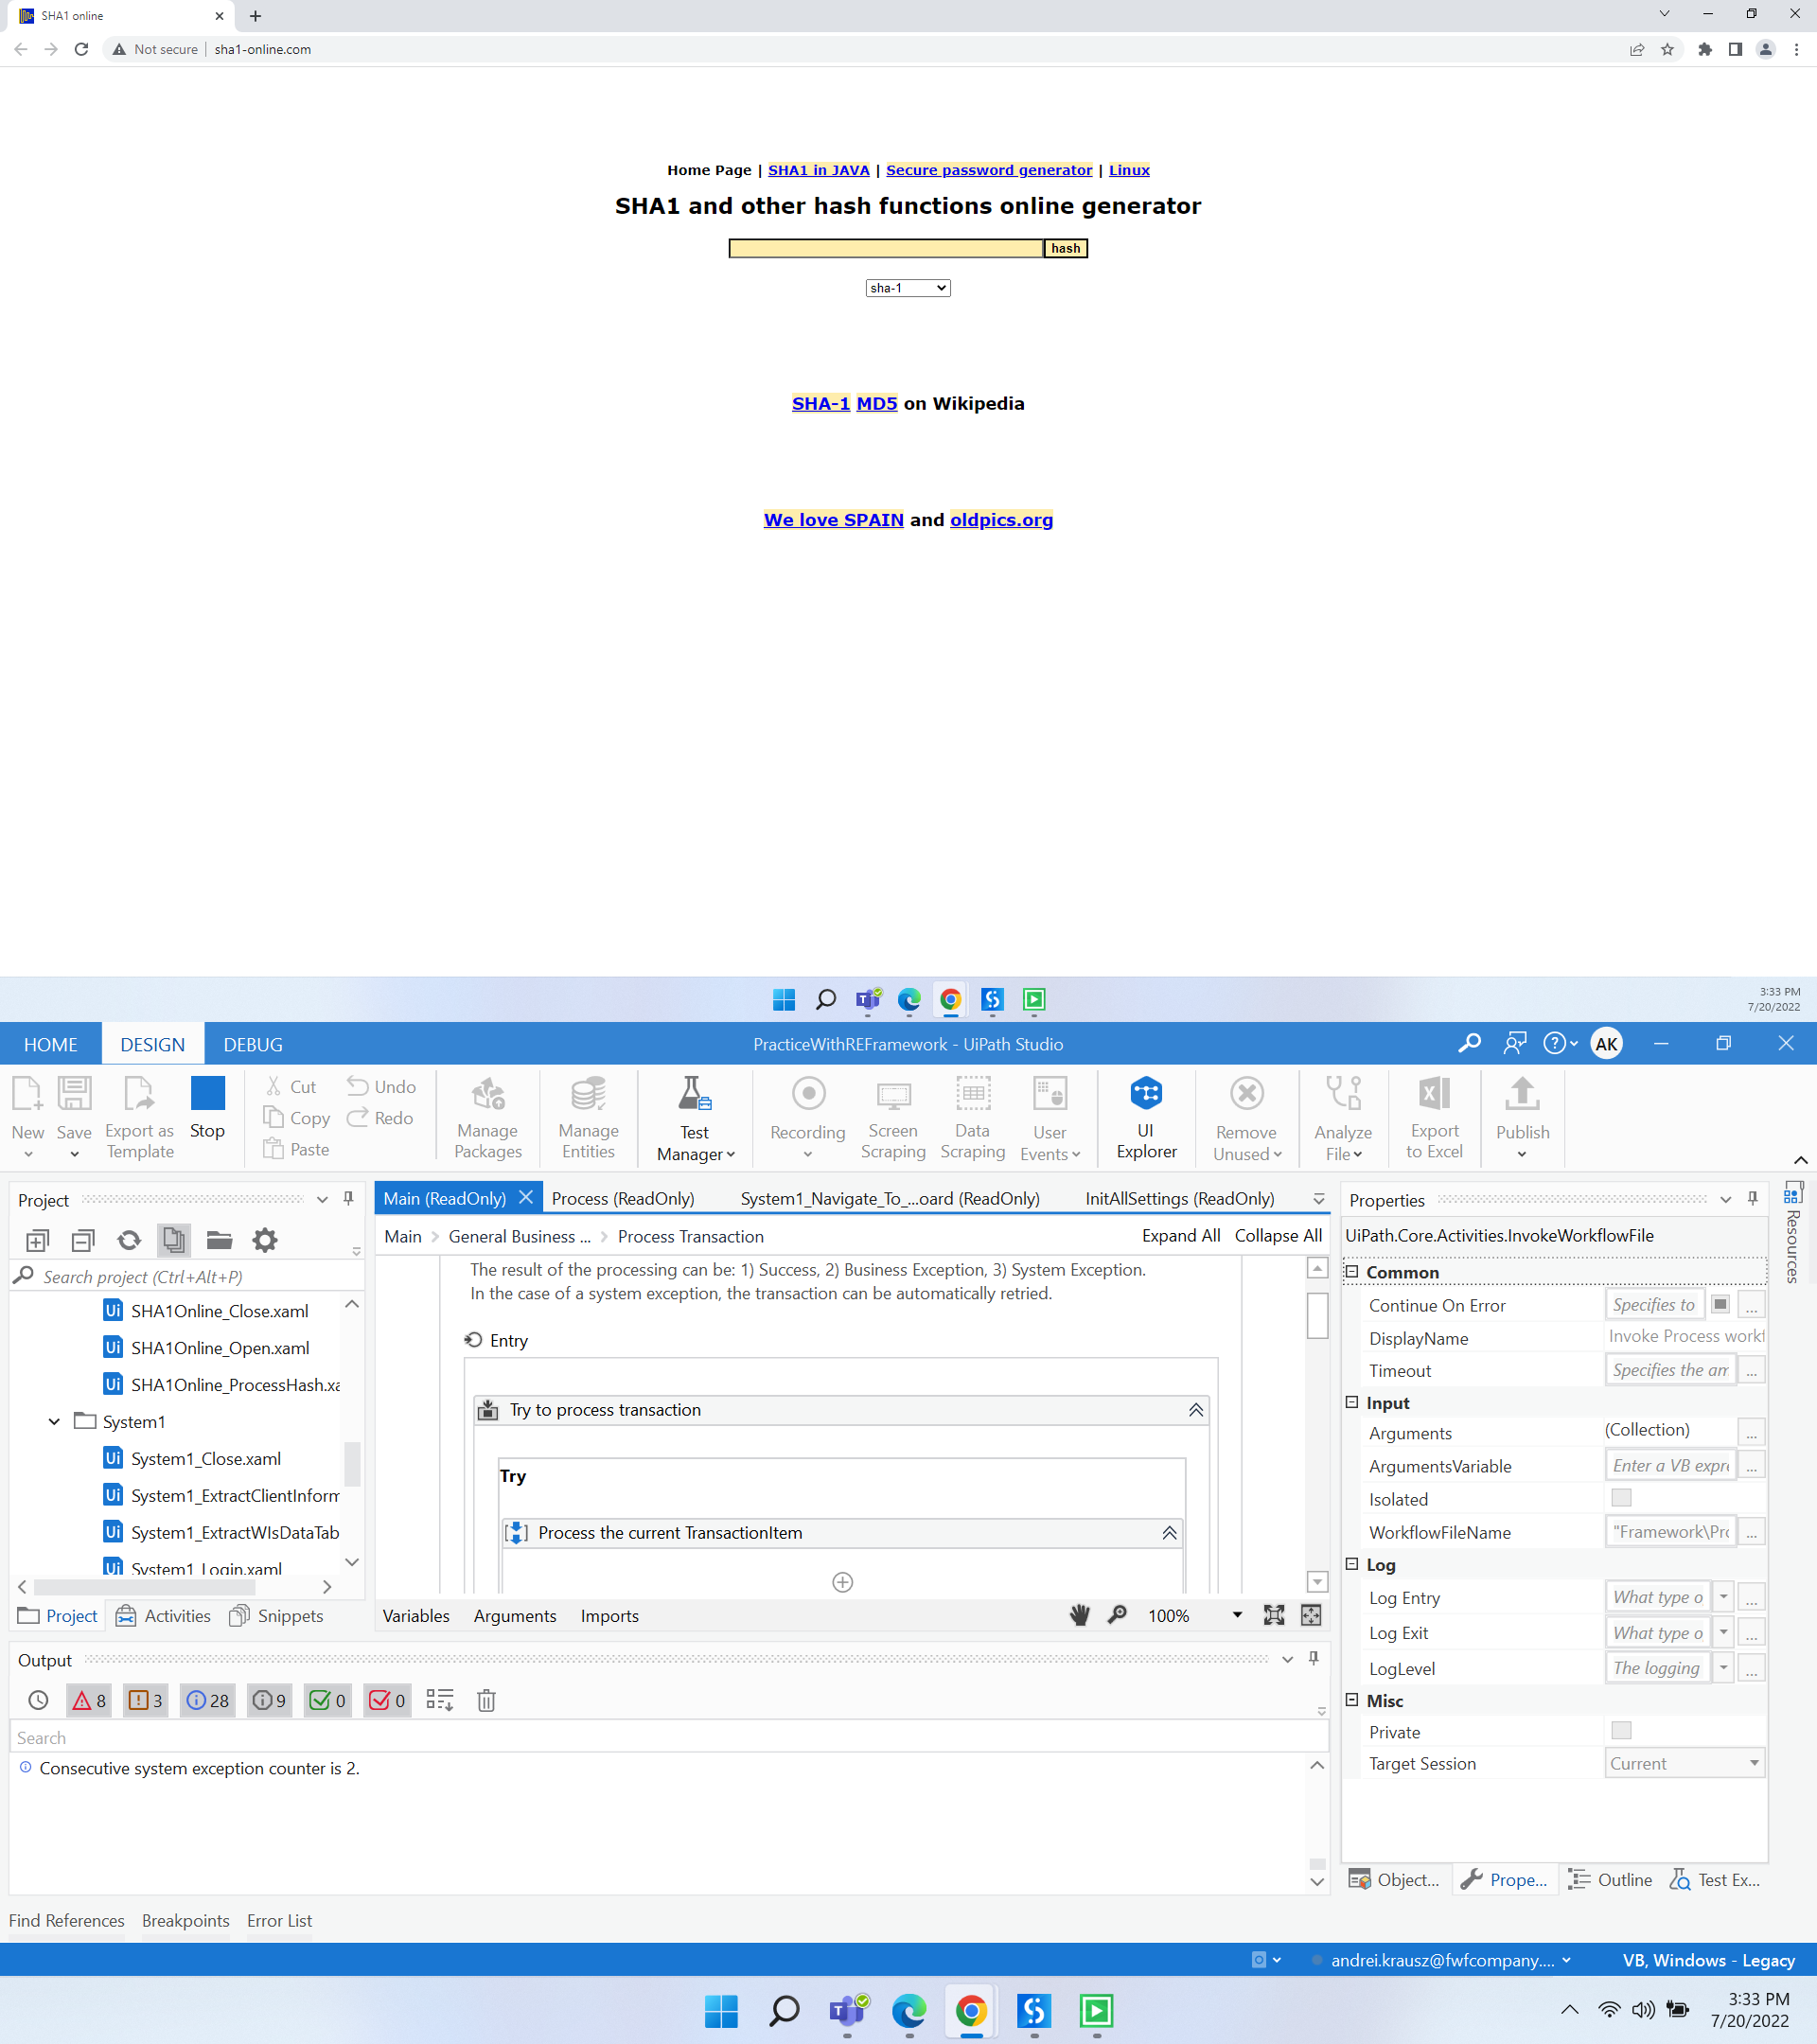 SHA1 online
Not secure | sha1-online.com
Home Page | SHA1 in JAVA | Secure password generator | Linux
SHA1 and other hash functions online generator
hash
sha-1
SHA-1 MD5 on Wikipedia
We love SPAIN and oldpics.org
3:33 PM
7/20/2022
HOME DESIGN DEBUG PracticeWithREFramework - UiPath Studio AK
New Save Export as Template Stop Cut Copy Paste Undo Redo Manage Packages Manage Entities Test Manager Recording Screen Scraping Data Scraping User Events UI Explorer Remove Unused Analyze File Export to Excel Publish
Project
Search project (Ctrl+Alt+P)
SHA1Online_Close.xaml
SHA1Online_Open.xaml
SHA1Online_ProcessHash.xa
System1
System1_Close.xaml
System1_ExtractClientInform
System1_ExtractWIsDataTab
System1_Login.xaml
Project Activities Snippets
Main (ReadOnly) Process (ReadOnly) System1_Navigate_To_...oard (ReadOnly) InitAllSettings (ReadOnly)
Main > General Business ... > Process Transaction Expand All Collapse All
The result of the processing can be: 1) Success, 2) Business Exception, 3) System Exception.
In the case of a system exception, the transaction can be automatically retried.
Entry
Try to process transaction
Try
Process the current TransactionItem
Variables Arguments Imports 100%
Properties
UiPath.Core.Activities.InvokeWorkflowFile
Common
Continue On Error Specifies to ...
DisplayName Invoke Process workf
Timeout Specifies the am ...
Input
Arguments (Collection) ...
ArgumentsVariable Enter a VB expre ...
Isolated
WorkflowFileName "Framework\Prc ...
Log
Log Entry What type o ...
Log Exit What type o ...
LogLevel The logging ...
Misc
Private
Target Session Current
Resources
Object... Prope... Outline Test Ex...
Output
8 3 28 9 0 0
Search
Consecutive system exception counter is 2.
Find References Breakpoints Error List
andrei.krausz@fwfcompany.... VB, Windows - Legacy
3:33 PM
7/20/2022